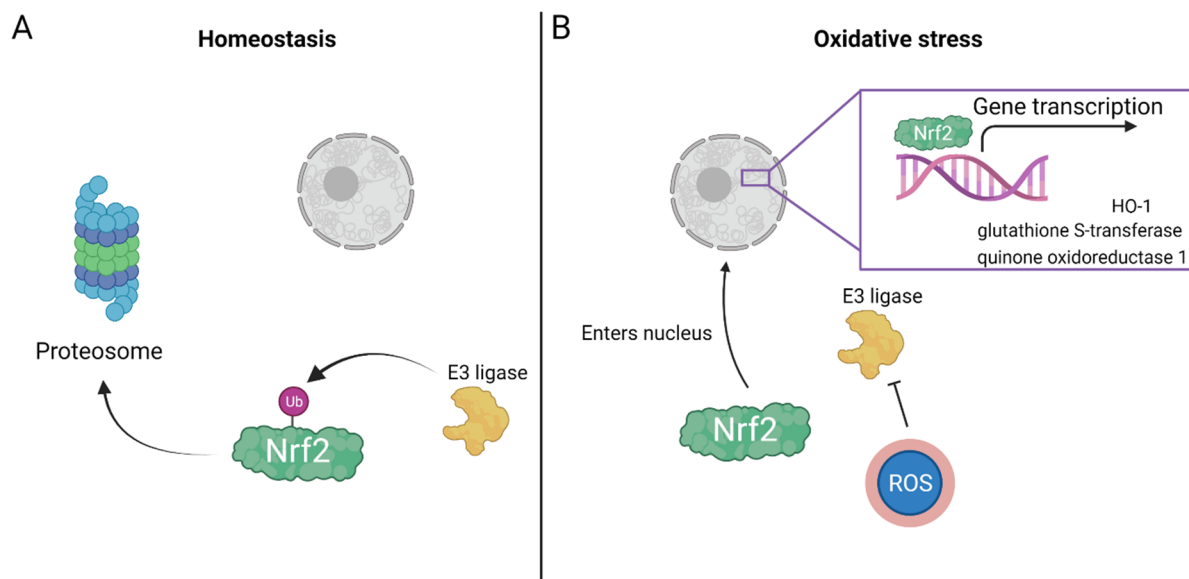 A
Homeostasis
Proteosome
E3 ligase
Ub
Nrf2
B
Oxidative stress
Gene transcription
Nrf2
HO-1
glutathione S-transferase
quinone oxidoreductase 1
E3 ligase
Enters nucleus
Nrf2
ROS